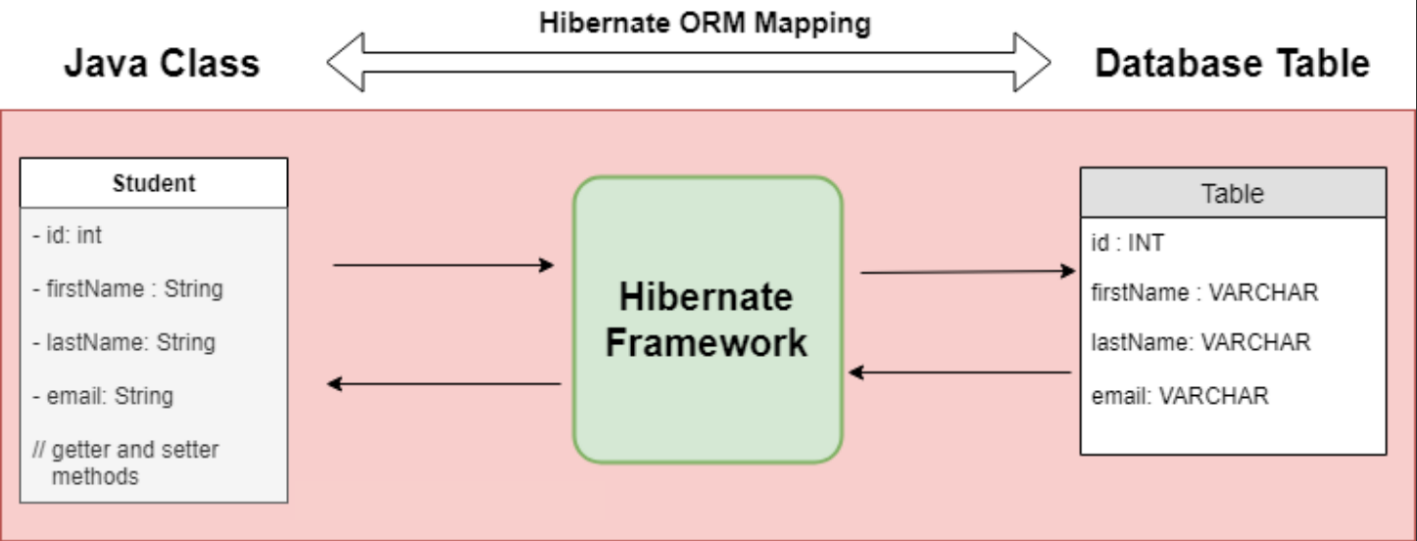 Hibernate ORM Mapping
Java Class
Database Table
Student
- id: int
- firstName : String
- lastName: String
- email: String
// getter and setter
methods
Hibernate
Framework
Table
id : INT
firstName : VARCHAR
lastName: VARCHAR
email: VARCHAR